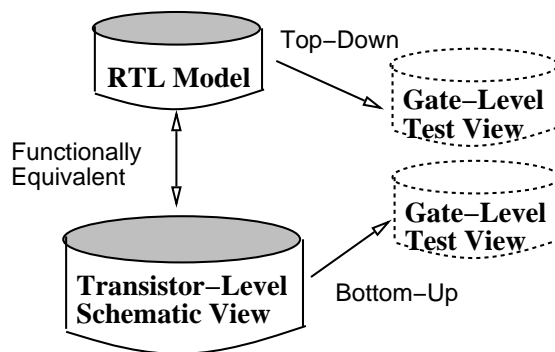 Top−Down
RTL Model
Gate−Level
Test View
Functionally
Equivalent
Gate−Level
Test View
Transistor−Level
Schematic View
Bottom−Up